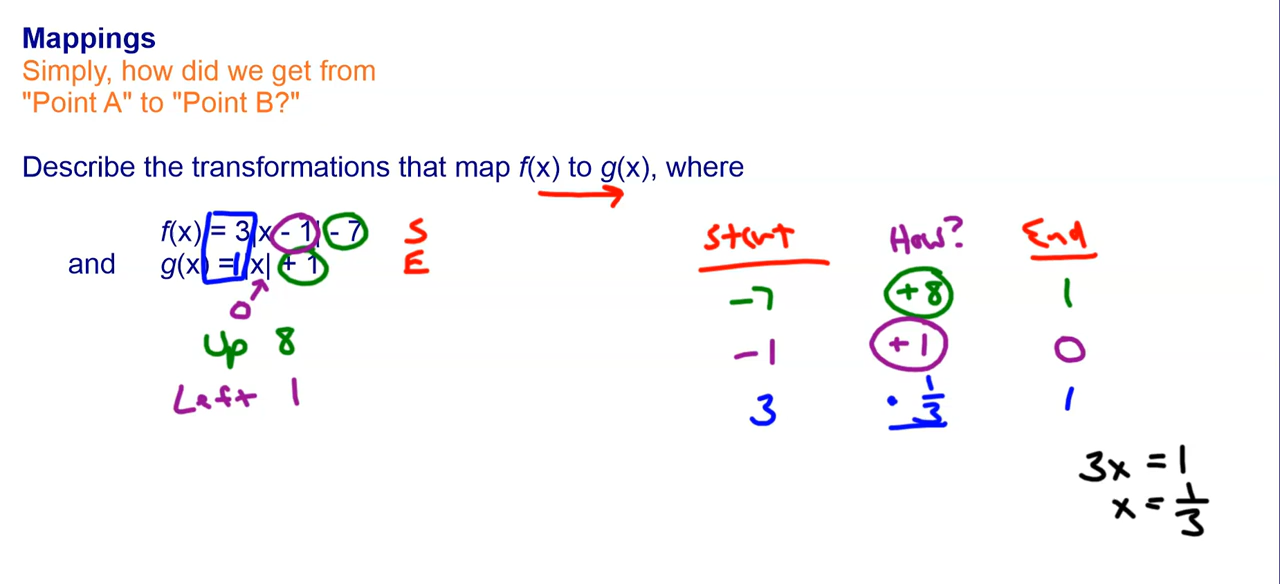 Mappings
Simply, how did we get from
"Point A" to "Point B?"
Describe the transformations that map f(x) to g(x), where
f(x) = 3|x - 1| - 7 S
and g(x) =1|x| + 1 E
0
Up 8
Left 1
Start How? End
-7 +8 1
-1 +1 0
3 · 1/3 1
3x = 1
x = 1/3